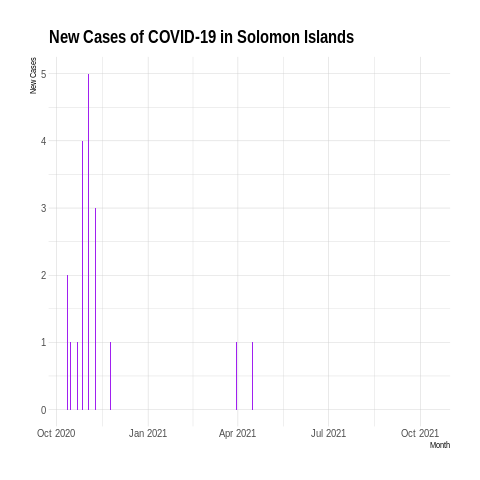 New Cases of COVID-19 in Solomon Islands
New Cases
5
4
3
2
1
0
Oct 2020 Jan 2021 Apr 2021 Jul 2021 Oct 2021
Month